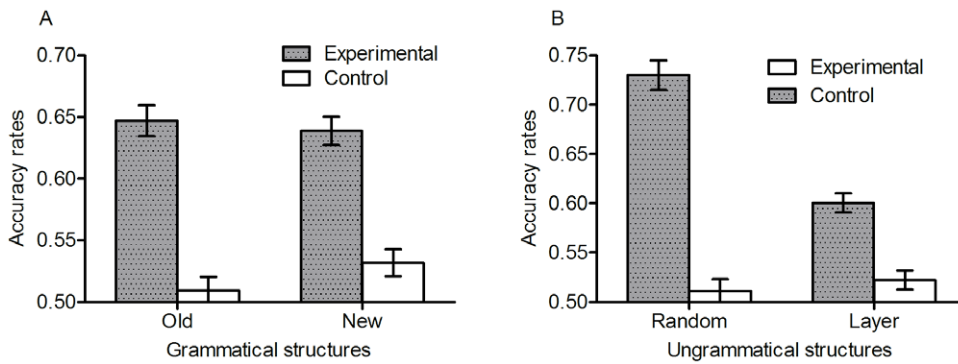 A
Accuracy rates
0.70
0.65
0.60
0.55
0.50
Experimental
Control
Old
New
Grammatical structures
B
Accuracy rates
0.75
0.70
0.65
0.60
0.55
0.50
Experimental
Control
Random
Layer
Ungrammatical structures